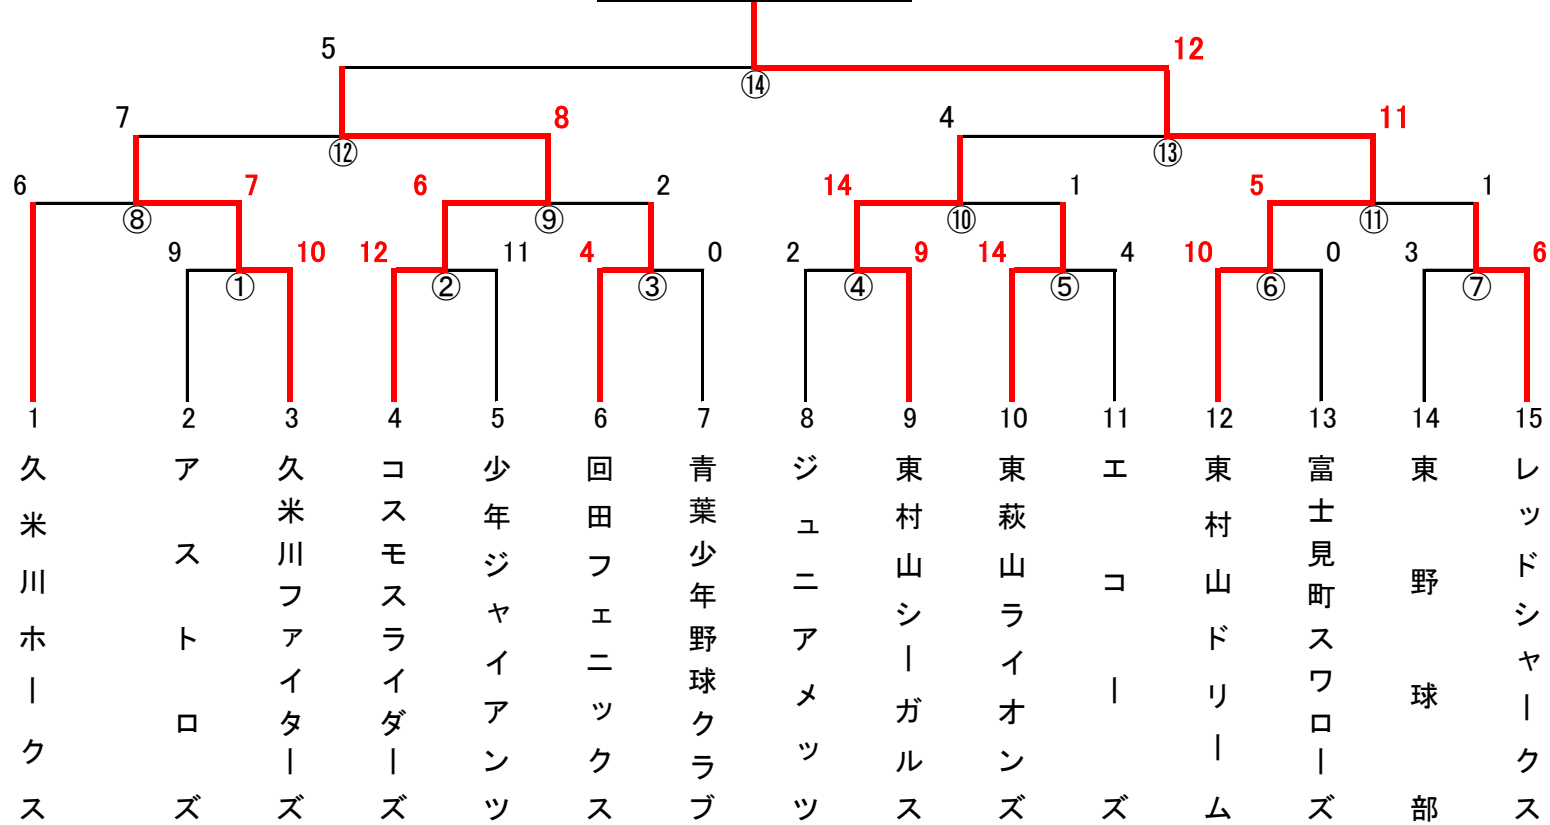 5 12
⑭
7 8 4 11
⑫ ⑬
6 7 6 2 14 1 5 1
⑧ ⑨ ⑩ ⑪
9 10 12 11 4 0 2 9 14 4 10 0 3 6
① ② ③ ④ ⑤ ⑥ ⑦
1 2 3 4 5 6 7 8 9 10 11 12 13 14 15
久米川ホークス
アストロズ
久米川ファイターズ
コスモスライダーズ
少年ジャイアンツ
回田フェニックス
青葉少年野球クラブ
ジュニアメッツ
東村山シーガルス
東萩山ライオンズ
エコーズ
東村山ドリーム
富士見町スワローズ
東野球部
レッドシャークス